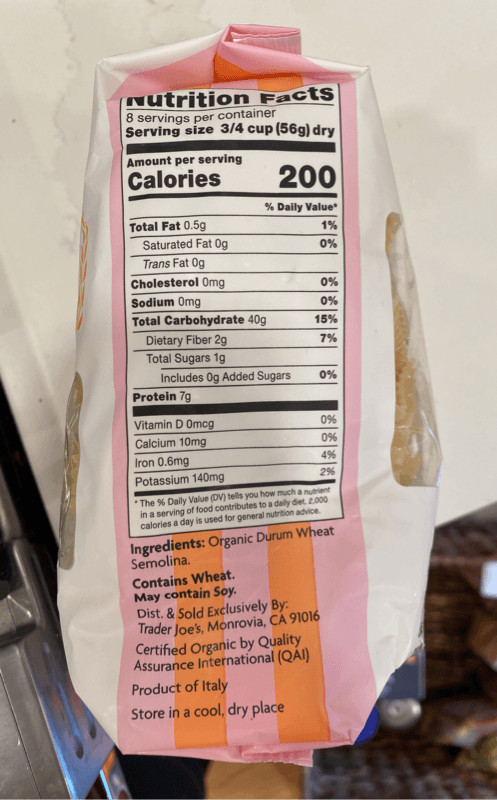 Nutrition Facts
8 servings per container
Serving size 3/4 cup (56g) dry
Amount per serving
Calories 200
% Daily Value*
Total Fat 0.5g 1%
Saturated Fat 0g 0%
Trans Fat 0g
Cholesterol 0mg 0%
Sodium 0mg 0%
Total Carbohydrate 40g 15%
Dietary Fiber 2g 7%
Total Sugars 1g
Includes 0g Added Sugars 0%
Protein 7g
Vitamin D 0mcg 0%
Calcium 10mg 0%
Iron 0.6mg 4%
Potassium 140mg 2%
* The % Daily Value (DV) tells you how much a nutrient
in a serving of food contributes to a daily diet. 2,000
calories a day is used for general nutrition advice.
Ingredients: Organic Durum Wheat
Semolina.
Contains Wheat.
May contain Soy.
Dist. & Sold Exclusively By:
Trader Joe's, Monrovia, CA 91016
Certified Organic by Quality
Assurance International (QAI)
Product of Italy
Store in a cool, dry place